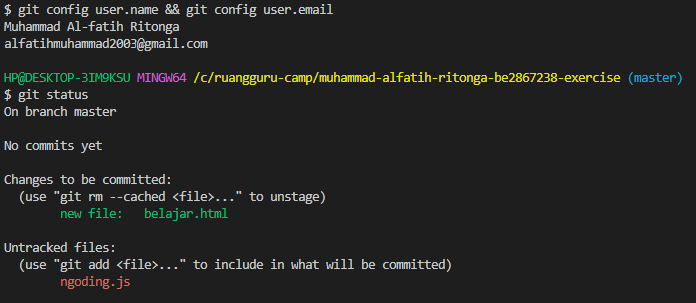 $ git config user.name && git config user.email
Muhammad Al-fatih Ritonga
alfatihmuhammad2003@gmail.com
HP@DESKTOP-3IM9KSU MINGW64 /c/ruangguru-camp/muhammad-alfatih-ritonga-be2867238-exercise (master)
$ git status
On branch master
No commits yet
Changes to be committed:
(use "git rm --cached <file>..." to unstage)
new file: belajar.html
Untracked files:
(use "git add <file>..." to include in what will be committed)
ngoding.js